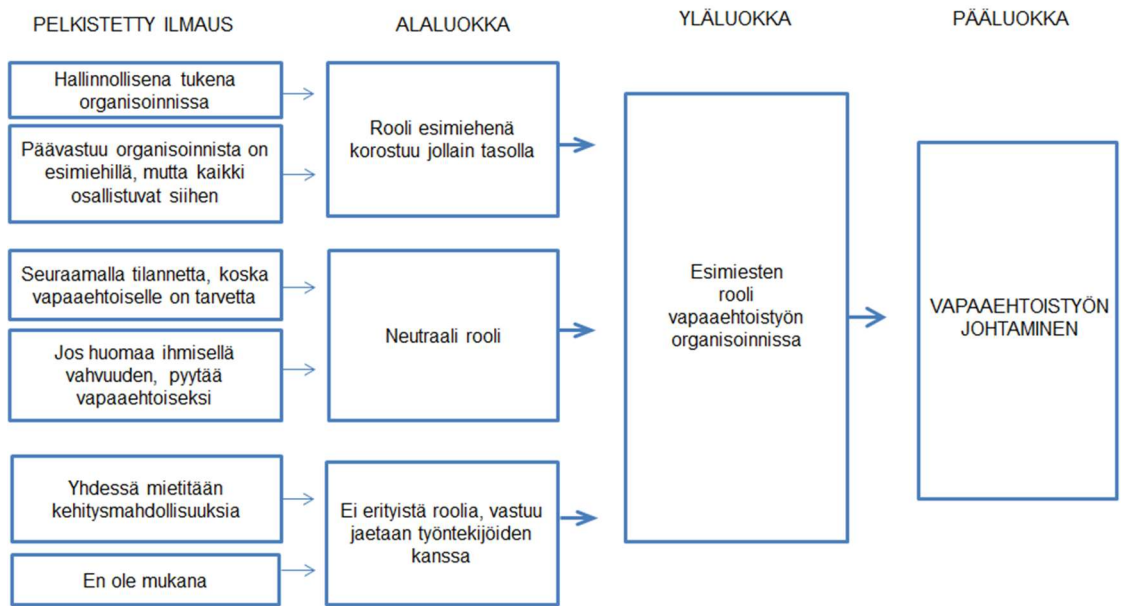 PELKISTETTY ILMAUS
ALALUOKKA
YLÄLUOKKA
PÄÄLUOKKA
Hallinnollisena tukena
organisoinnissa
Päävastuu organisoinnista on
esimiehillä, mutta kaikki
osallistuvat siihen
Rooli esimiehenä
korostuu jollain tasolla
Seuraamalla tilannetta, koska
vapaaehtoiselle on tarvetta
Jos huomaa ihmisellä
vahvuuden, pyytää
vapaaehtoiseksi
Neutraali rooli
Yhdessä mietitään
kehitysmahdollisuuksia
En ole mukana
Ei erityistä roolia, vastuu
jaetaan työntekijöiden
kanssa
Esimiesten
rooli
vapaaehtoistyön
organisoinnissa
VAPAAEHTOISTYÖN
JOHTAMINEN